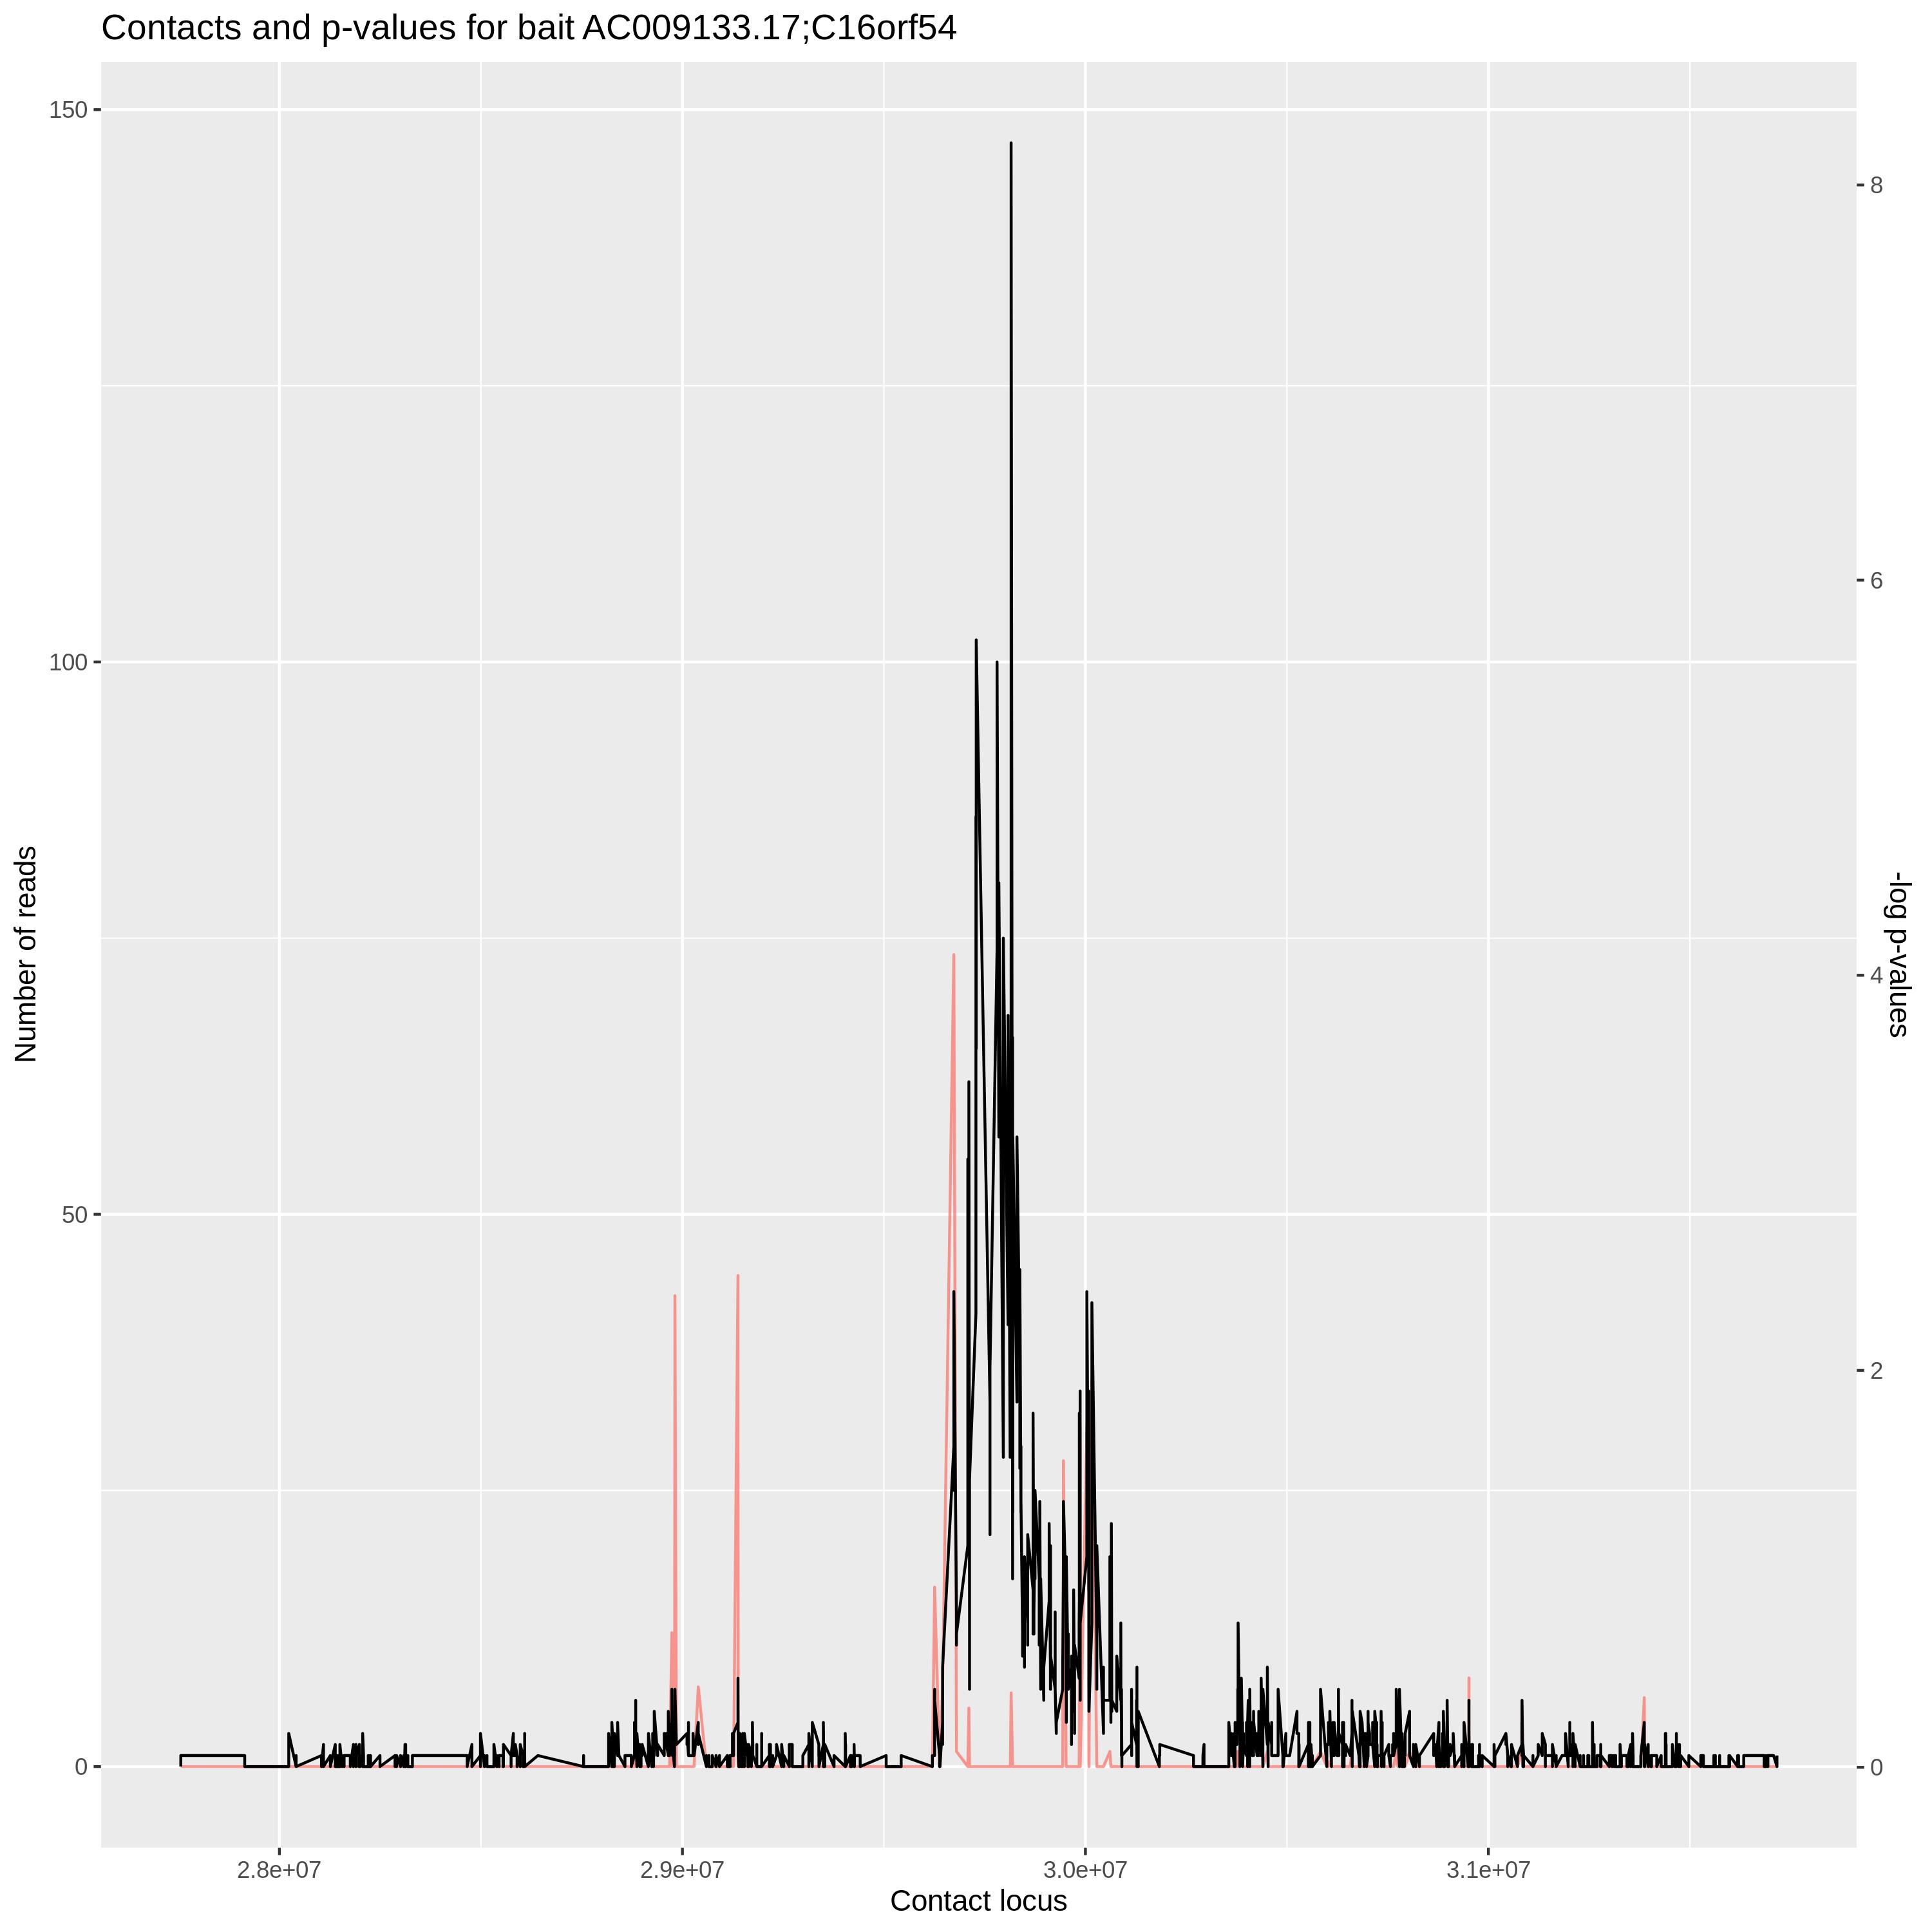 Contacts and p-values for bait AC009133.17;C16orf54
150
100
50
0
Number of reads
8
6
4
2
0
-log p-values
2.8e+07
2.9e+07
3.0e+07
3.1e+07
Contact locus